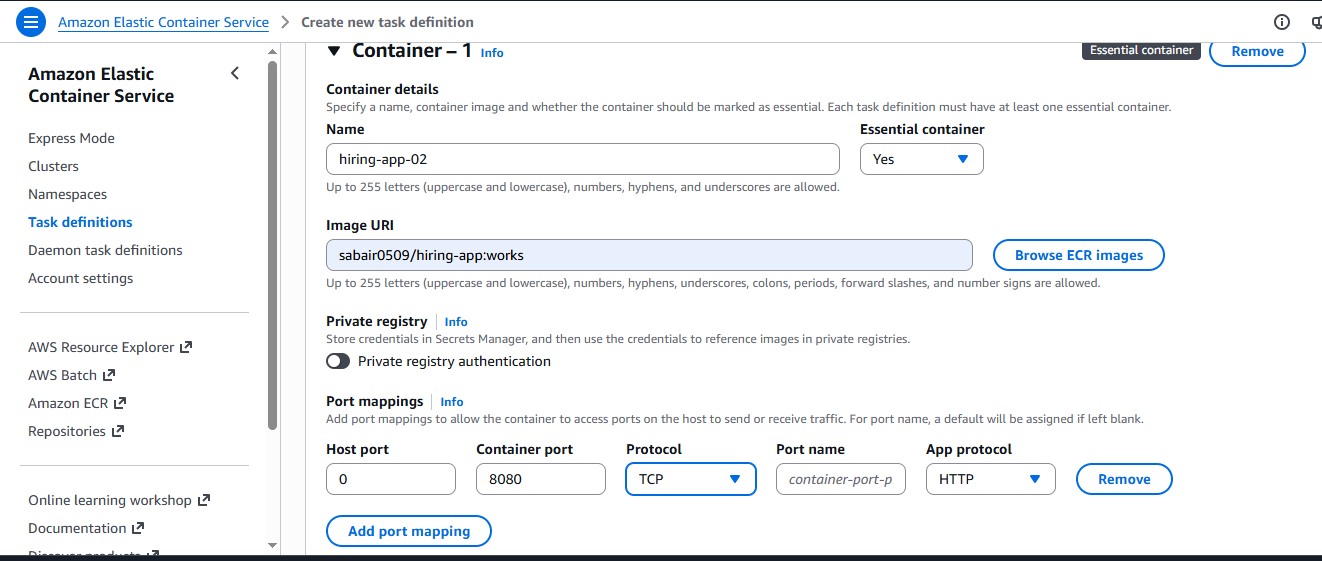 Amazon Elastic Container Service
Create new task definition
Amazon Elastic
Container Service
Express Mode
Clusters
Namespaces
Task definitions
Daemon task definitions
Account settings
AWS Resource Explorer
AWS Batch
Amazon ECR
Repositories
Online learning workshop
Documentation
Discover products
Container – 1 Info
Essential container
Remove
Container details
Specify a name, container image and whether the container should be marked as essential. Each task definition must have at least one essential container.
Name
Essential container
hiring-app-02
Yes
Up to 255 letters (uppercase and lowercase), numbers, hyphens, and underscores are allowed.
Image URI
sabair0509/hiring-app:works
Browse ECR images
Up to 255 letters (uppercase and lowercase), numbers, hyphens, underscores, colons, periods, forward slashes, and number signs are allowed.
Private registry Info
Store credentials in Secrets Manager, and then use the credentials to reference images in private registries.
Private registry authentication
Port mappings Info
Add port mappings to allow the container to access ports on the host to send or receive traffic. For port name, a default will be assigned if left blank.
Host port Container port Protocol Port name App protocol
0 8080 TCP container-port-p HTTP Remove
Add port mapping